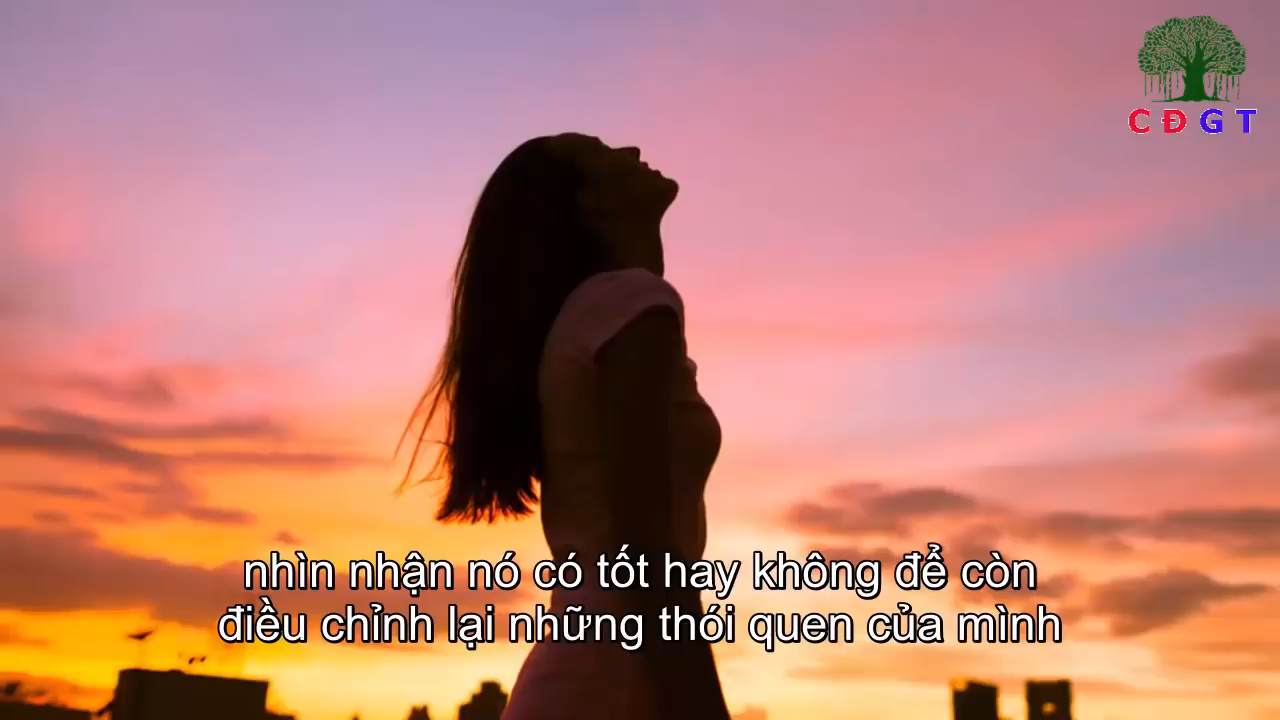 CĐGT
nhìn nhận nó có tốt hay không để còn
điều chỉnh lại những thói quen của mình